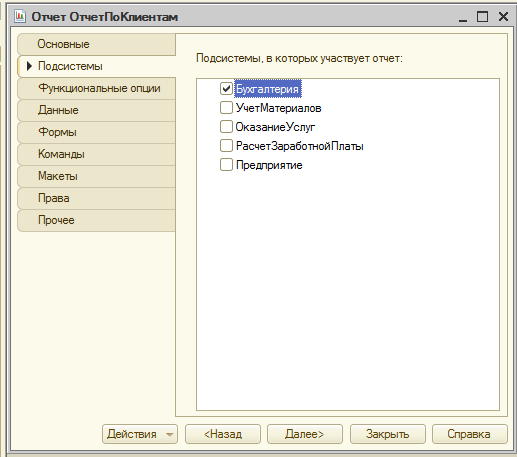 Отчет ОтчетПоКлиентам
Основные
Подсистемы
Функциональные опции
Данные
Формы
Команды
Макеты
Права
Прочее
Подсистемы, в которых участвует отчет:
Бухгалтерия
УчетМатериалов
ОказаниеУслуг
РасчетЗаработнойПлаты
Предприятие
Действия
<Назад
Далее>
Закрыть
Справка